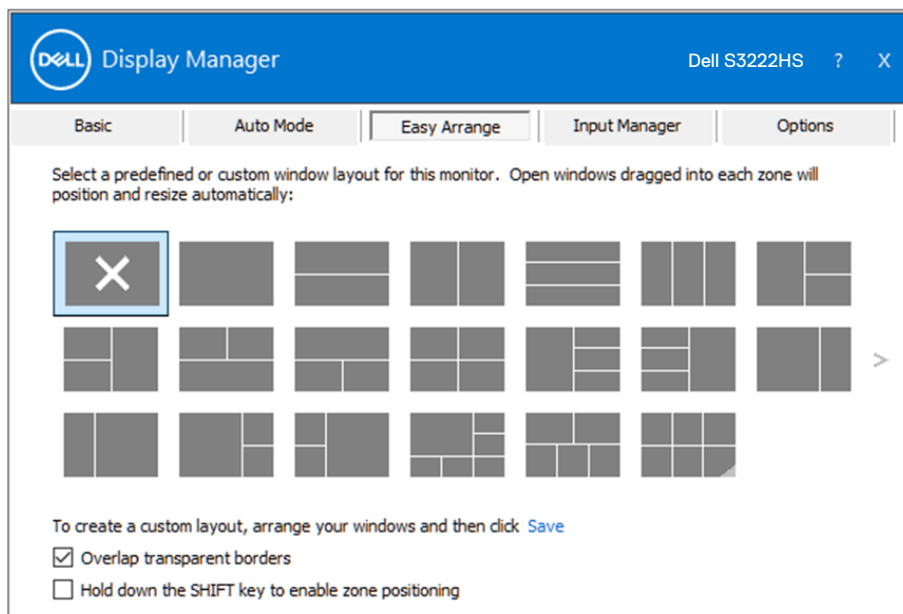 DELL Display Manager Dell S3222HS ? X
Basic Auto Mode Easy Arrange Input Manager Options
Select a predefined or custom window layout for this monitor. Open windows dragged into each zone will
position and resize automatically:
>
To create a custom layout, arrange your windows and then click Save
Overlap transparent borders
Hold down the SHIFT key to enable zone positioning